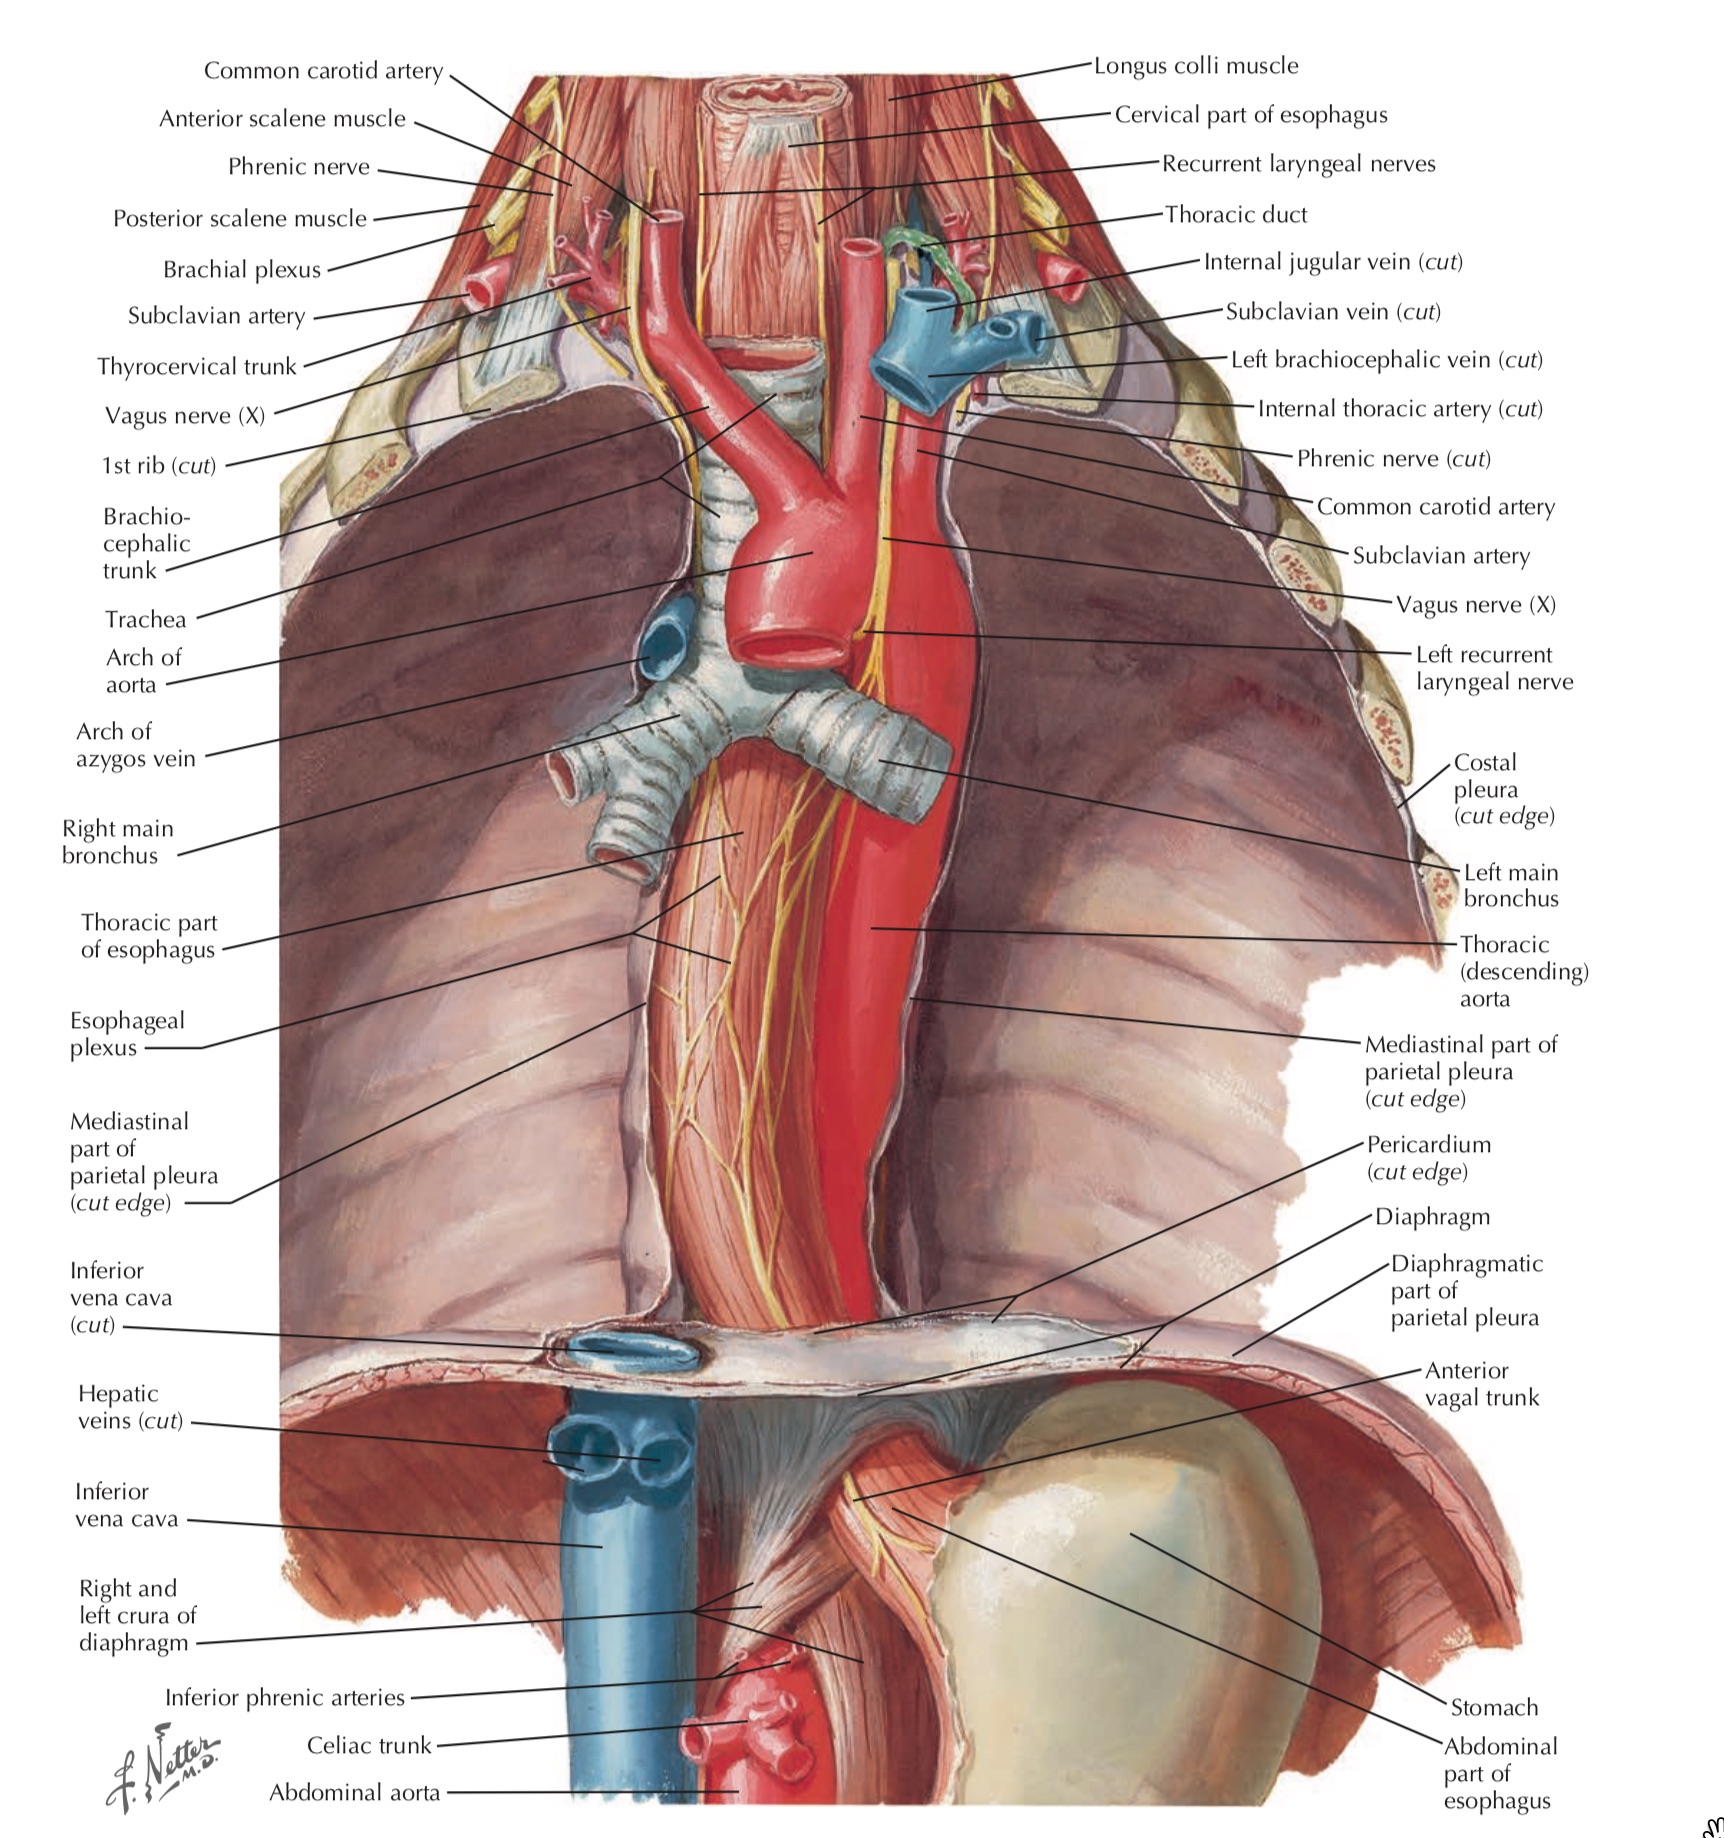 Common carotid artery
Anterior scalene muscle
Phrenic nerve
Posterior scalene muscle
Brachial plexus
Subclavian artery
Thyrocervical trunk
Vagus nerve (X)
1st rib (cut)
Brachio-
cephalic
trunk
Trachea
Arch of
aorta
Arch of
azygos vein
Right main
bronchus
Thoracic part
of esophagus
Esophageal
plexus
Mediastinal
part of
parietal pleura
(cut edge)
Inferior
vena cava
(cut)
Hepatic
veins (cut)
Inferior
vena cava
Right and
left crura of
diaphragm
Inferior phrenic arteries
Celiac trunk
Abdominal aorta
Longus colli muscle
Cervical part of esophagus
Recurrent laryngeal nerves
Thoracic duct
Internal jugular vein (cut)
Subclavian vein (cut)
Left brachiocephalic vein (cut)
Internal thoracic artery (cut)
Phrenic nerve (cut)
Common carotid artery
Subclavian artery
Vagus nerve (X)
Left recurrent
laryngeal nerve
Costal
pleura
(cut edge)
Left main
bronchus
Thoracic
(descending)
aorta
Mediastinal part of
parietal pleura
(cut edge)
Pericardium
(cut edge)
Diaphragm
Diaphragmatic
part of
parietal pleura
Anterior
vagal trunk
Stomach
Abdominal
part of
esophagus
F. Netter
M.D.